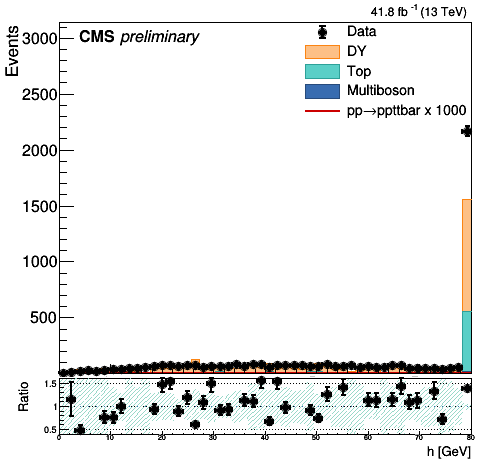 41.8 fb⁻¹ (13 TeV)
CMS preliminary
Events
3000
2500
2000
1500
1000
500
Data
DY
Top
Multiboson
pp→ppttbar x 1000
Ratio
1.5
1
0.5
0 10 20 30 40 50 60 70 80
h [GeV]